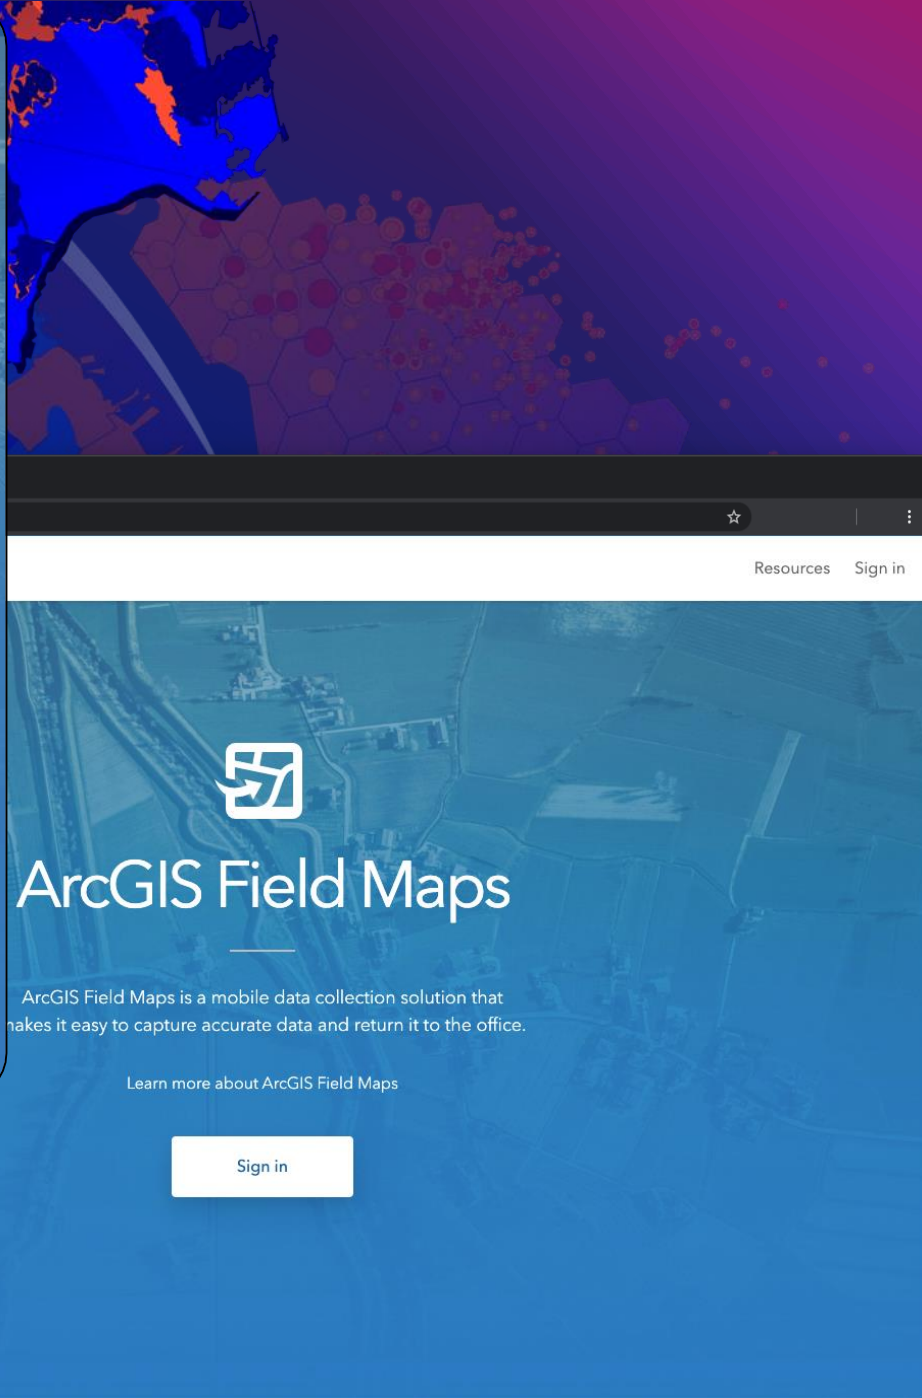 Resources Sign in
ArcGIS Field Maps
ArcGIS Field Maps is a mobile data collection solution that
it easy to capture accurate data and return it to the office.
Learn more about ArcGIS Field Maps
Sign in